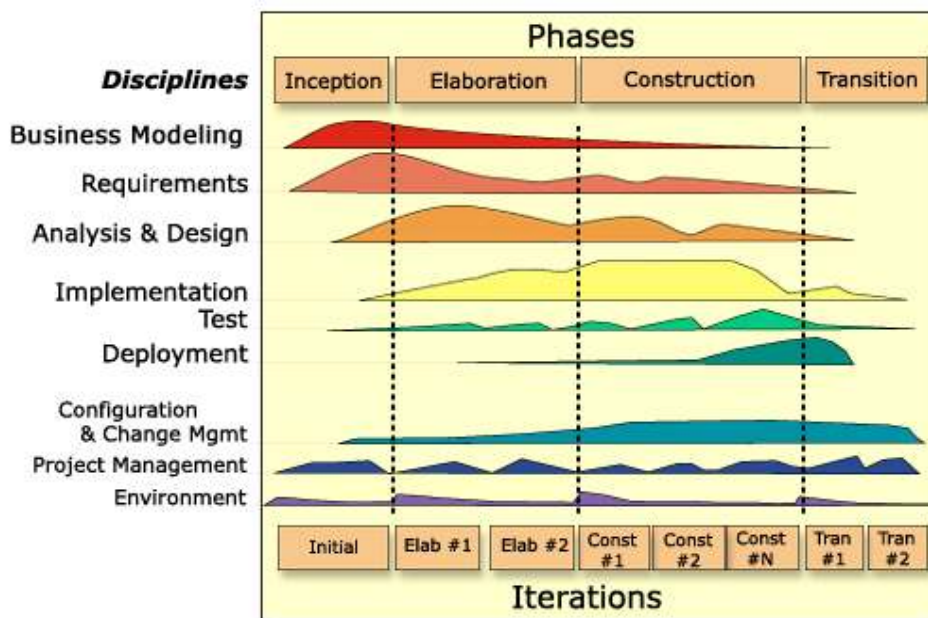 Phases
Disciplines
Inception
Elaboration
Construction
Transition
Business Modeling
Requirements
Analysis & Design
Implementation
Test
Deployment
Configuration
& Change Mgmt
Project Management
Environment
Initial
Elab #1
Elab #2
Const
#1
Const
#2
Const
#N
Tran
#1
Tran
#2
Iterations